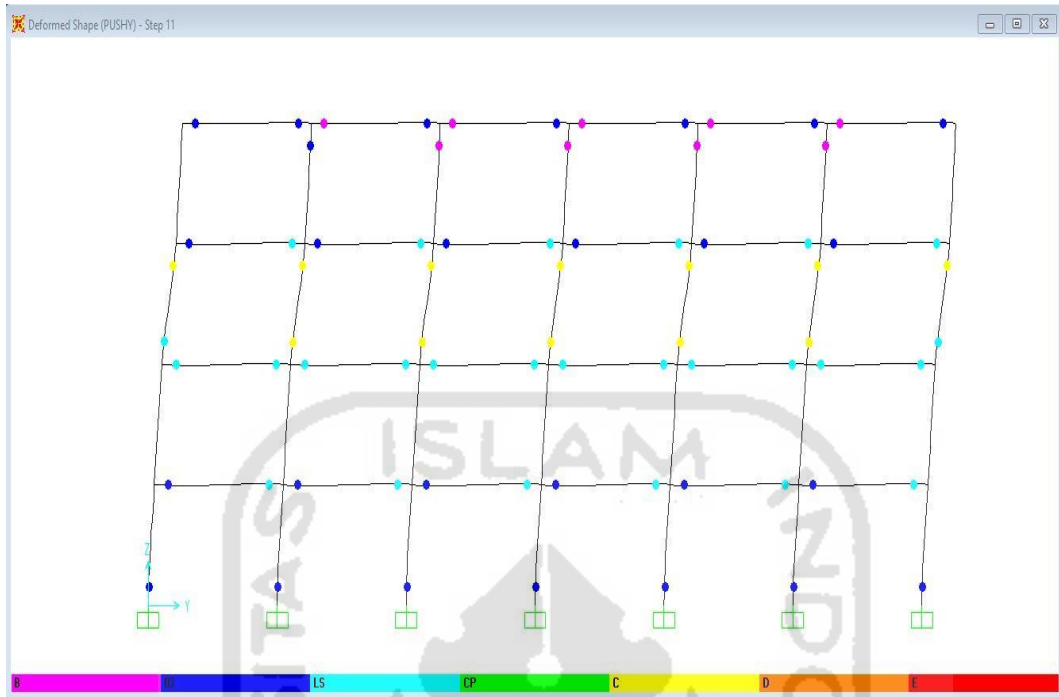 Deformed Shape (PUSHY) - Step 11
Z
Y
ISLAM
B IO LS CP C D E